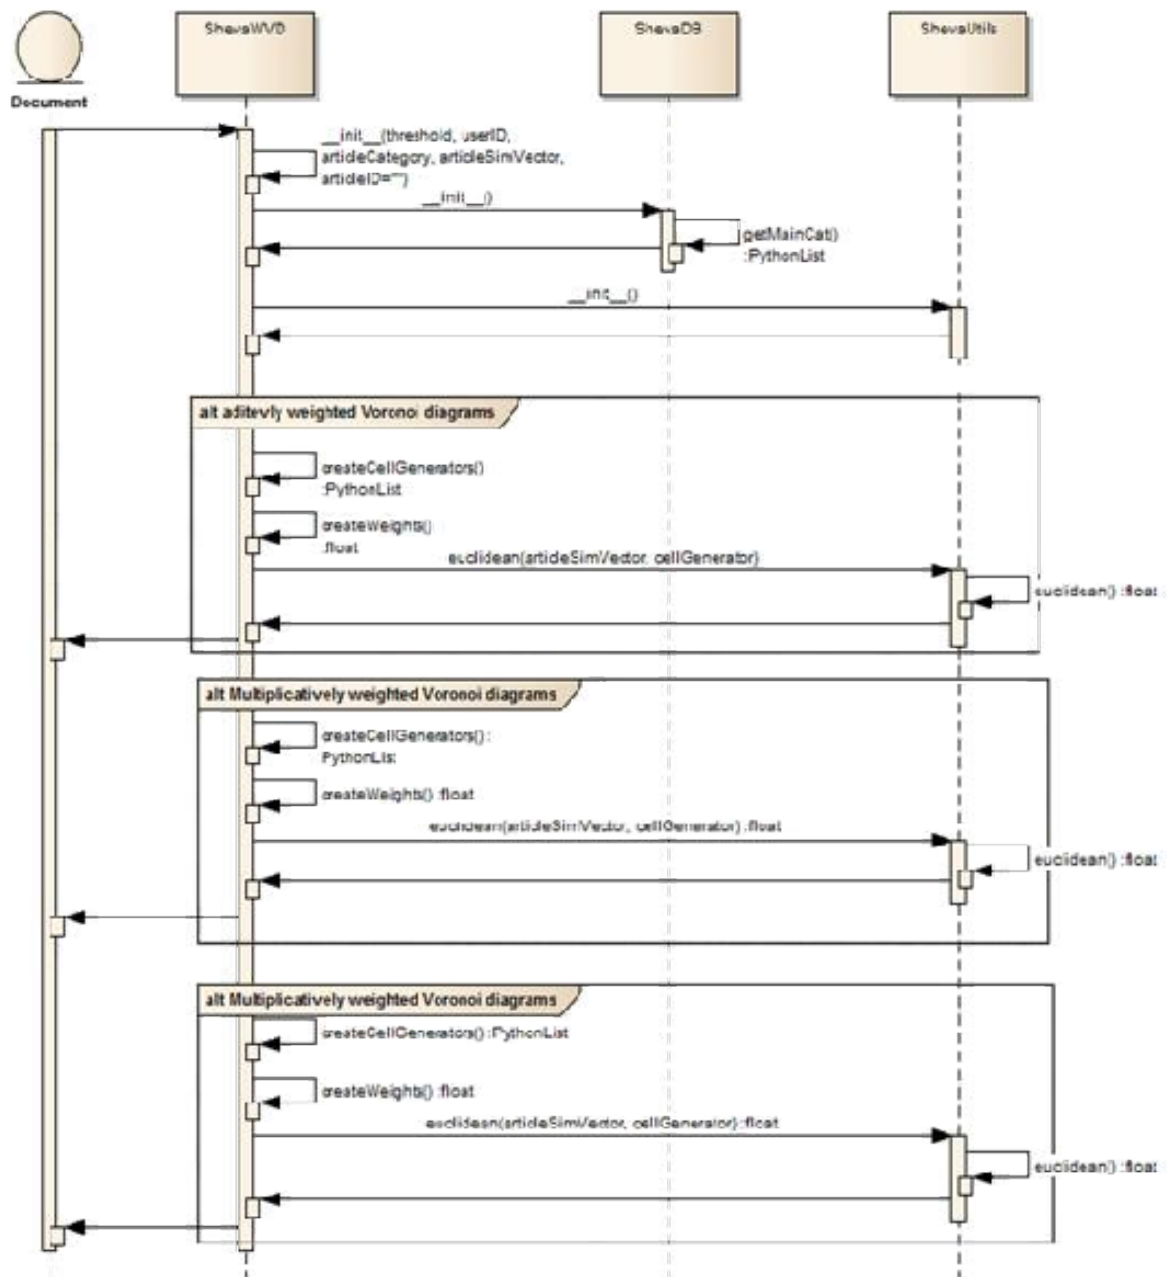 ShevaWVD
ShevaDB
ShevaUtils
Document
__init__(threshold, userID,
articleCategory, articleSimVector,
articleID="")
__init__()
getMainCat()
:PythonList
__init__()
alt aditevly weighted Voronoi diagrams
createCellGenerators()
:PythonList
createWeights()
:float
euclidean(articleSimVector, cellGenerator)
euclidean() :float
alt Multiplicatively weighted Voronoi diagrams
createCellGenerators() :
PythonList
createWeights() :float
euclidean(articleSimVector, cellGenerator) :float
euclidean() :float
alt Multiplicatively weighted Voronoi diagrams
createCellGenerators() :PythonList
createWeights() :float
euclidean(articleSimVector, cellGenerator) :float
euclidean() :float